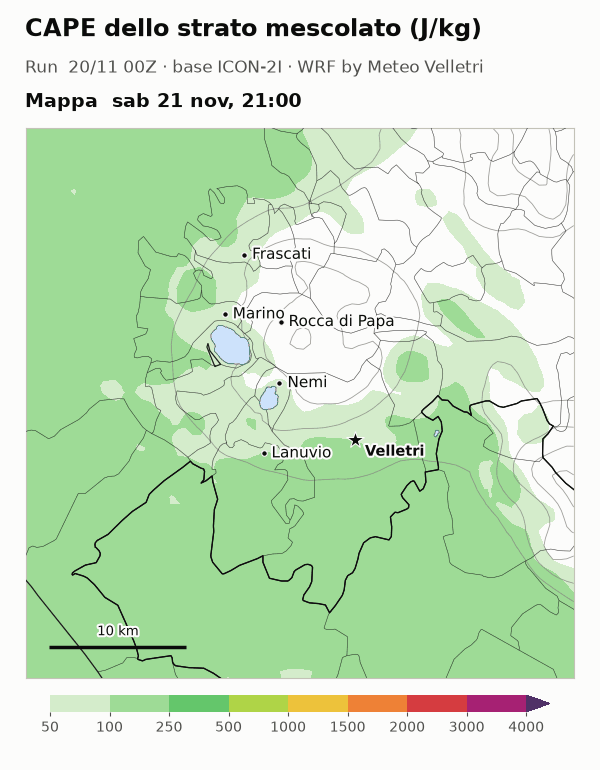 CAPE dello strato mescolato (J/kg)
Run  20/11 00Z · base ICON-2I · WRF by Meteo Velletri
Mappa  sab 21 nov, 21:00
Frascati
Marino
Rocca di Papa
Nemi
Lanuvio
Velletri
10 km
50 100 250 500 1000 1500 2000 3000 4000